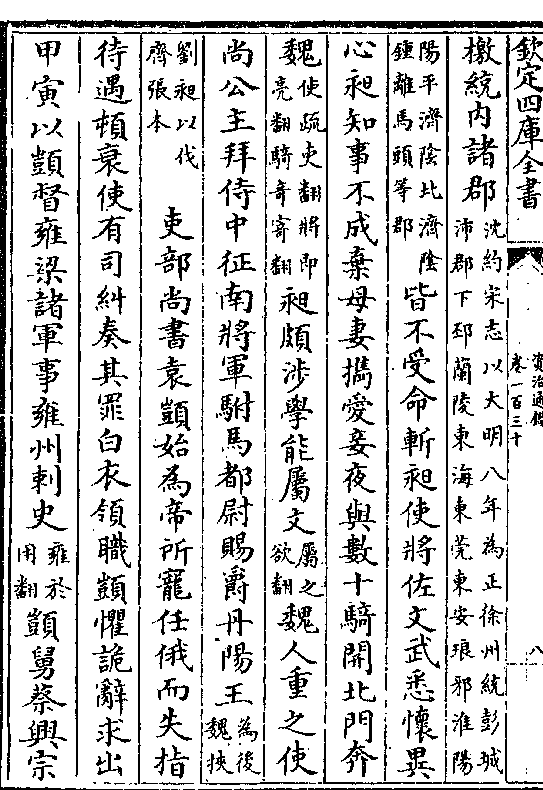 欽定四庫全書
資治通鑑
卷一百三十
八
檄統内諸郡沈約宋志以大明八年為正徐州統彭城
沛郡下邳蘭陵東海東莞東安琅邪淮陽
陽平濟陰北濟陰
鍾離馬頭等郡皆不受命斬昶使將佐文武悉懷異
心昶知事不成棄母妻攜愛妾夜與數十騎開北門奔
魏使疏吏翻將即亮翻騎奇寄翻昶頗涉學能屬文屬之欲翻魏人重之使
尚公主拜侍中征南將軍駙馬都尉賜爵丹陽王為後魏挾
劉昶以伐齊張本 吏部尚書袁顗始為帝所寵任俄而失指
待遇頓衰使有司糾奏其罪白衣領職顗懼詭辭求出
甲寅以顗督雍梁諸軍事雍州刺史雍於用翻顗舅蔡興宗